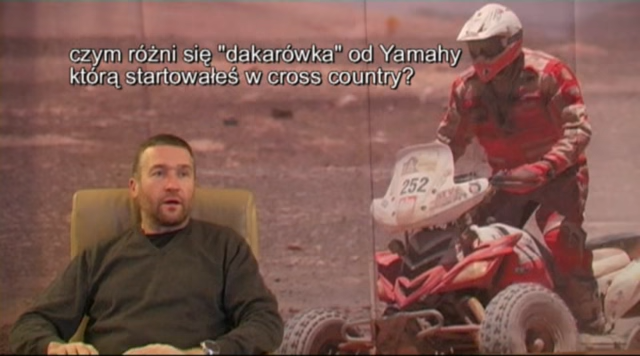 czym różni się "dakarówka" od Yamahy
którą startowałeś w cross country?
252